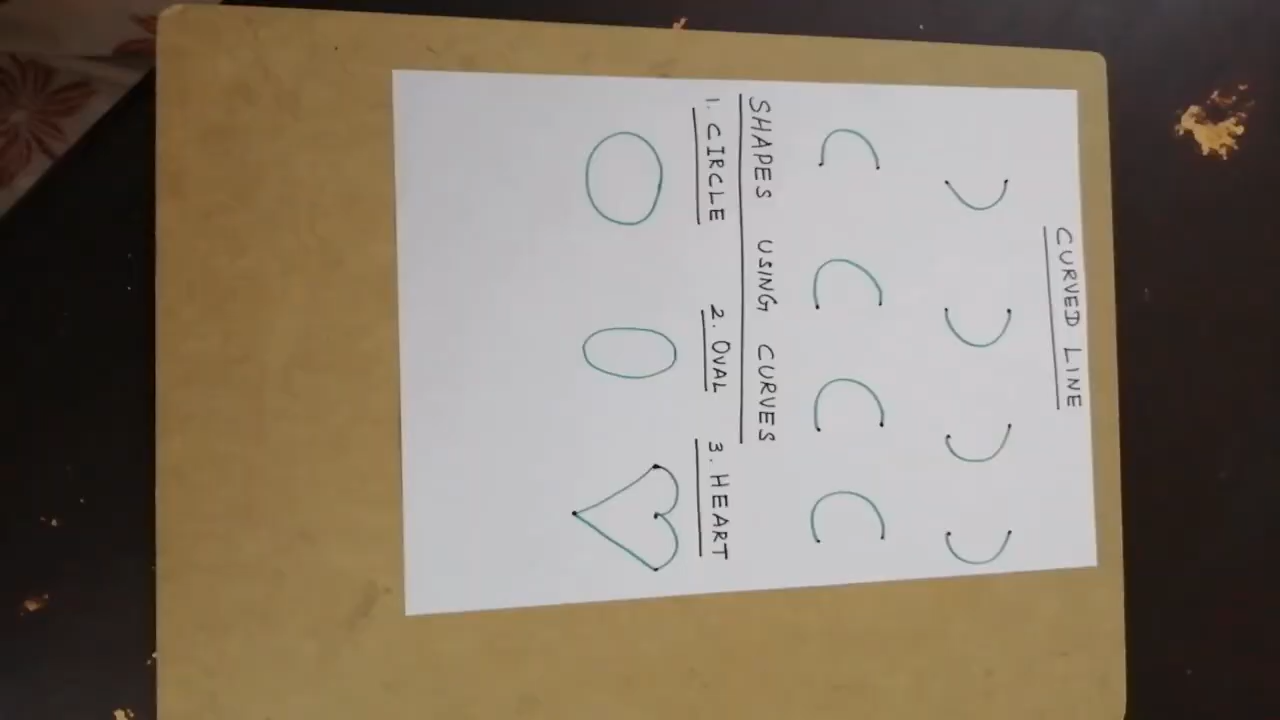 CURVED LINE
SHAPES USING CURVES
1. CIRCLE 2. OVAL 3. HEART